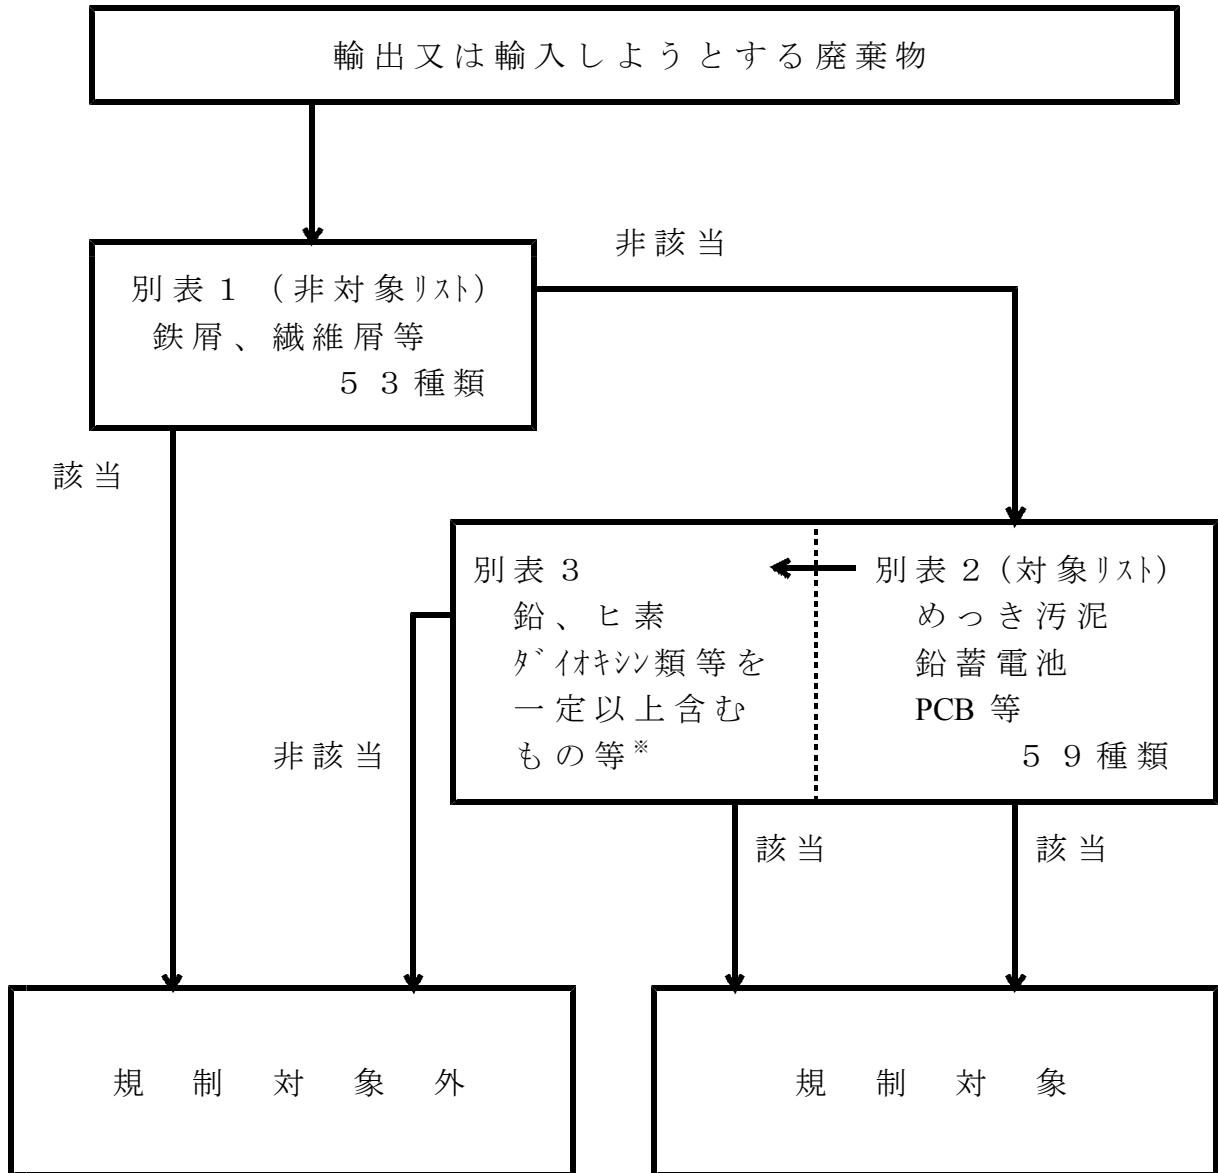 輸出又は輸入しようとする廃棄物
非該当
別表1（非対象ﾘｽﾄ）
鉄屑、繊維屑等
53種類
該当
別表3
鉛、ヒ素
ﾀﾞｲｵｷｼﾝ類等を
一定以上含む
もの等※
別表2（対象ﾘｽﾄ）
めっき汚泥
鉛蓄電池
PCB 等
59種類
非該当
該当
該当
規制対象外
規制対象